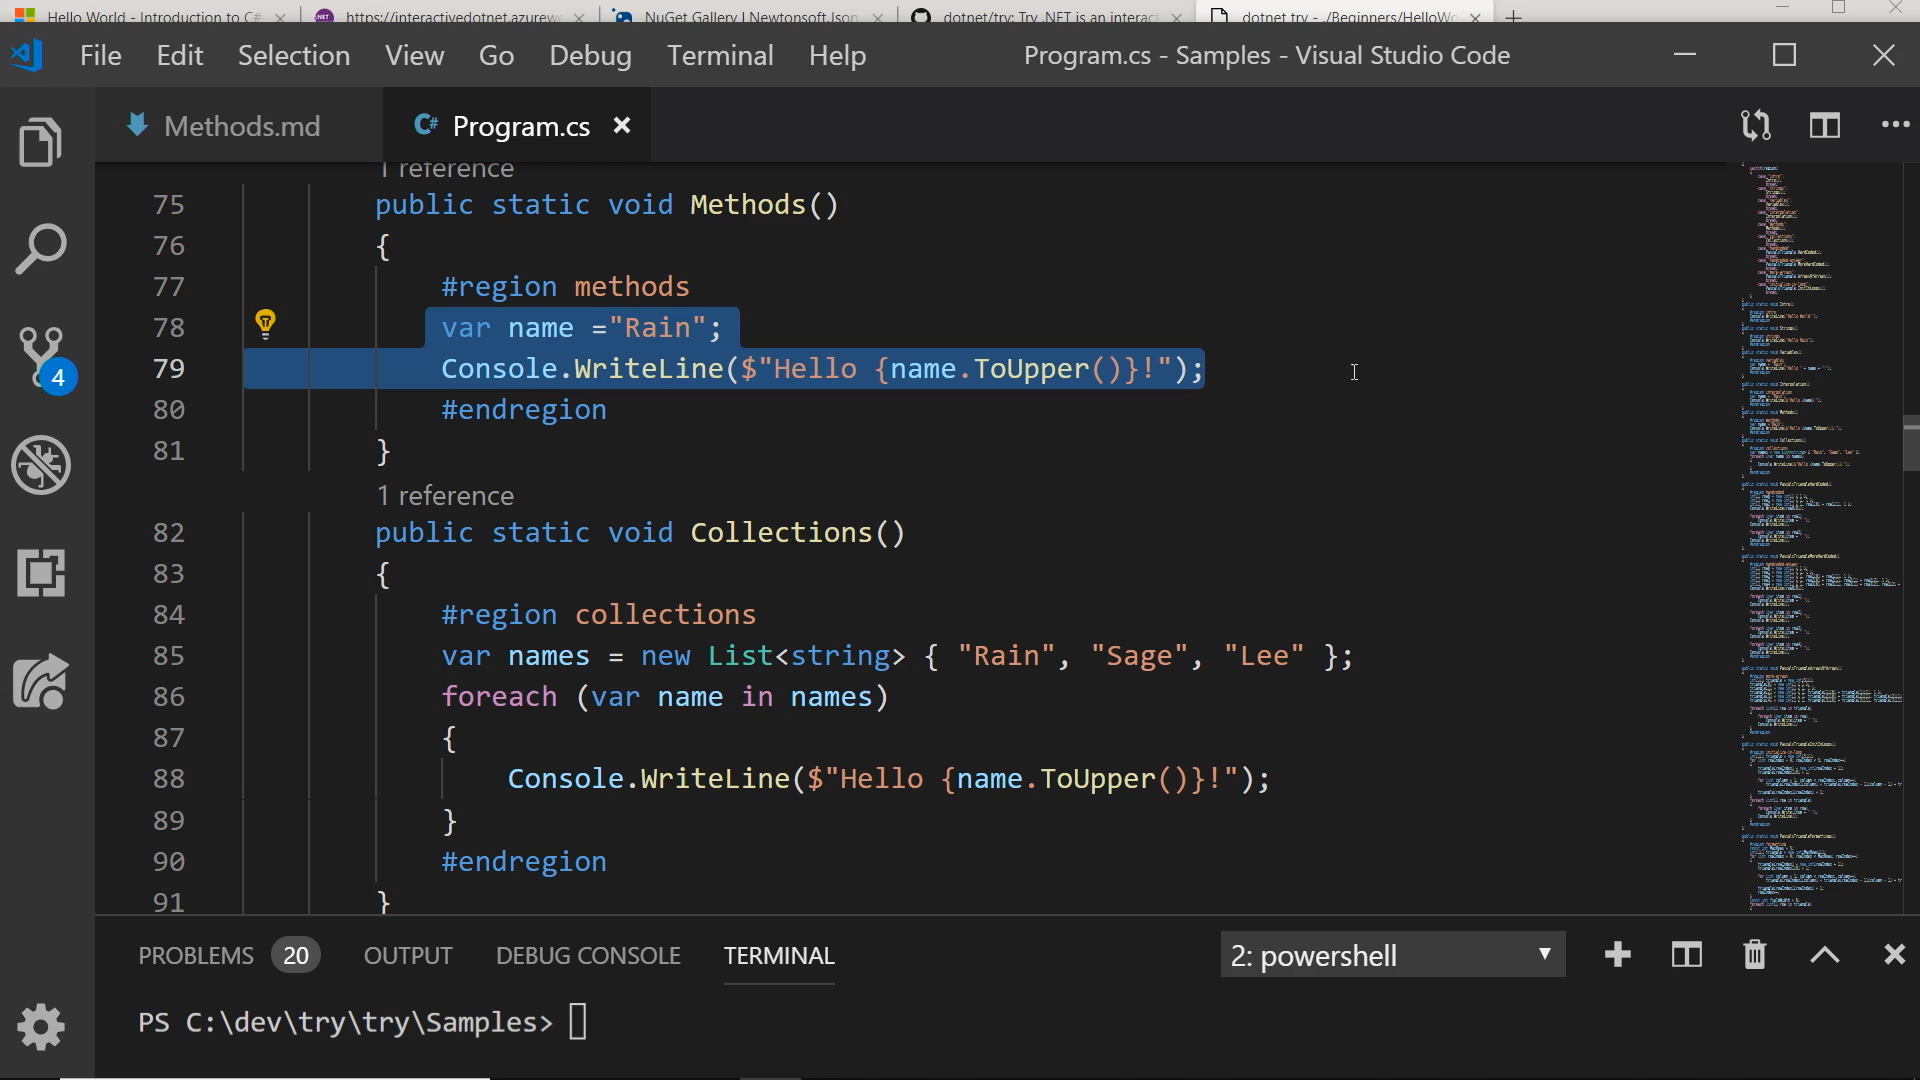 Hello World - Introduction to C#
https://interactivedotnet.azurewe
NuGet Gallery | Newtonsoft.Json
dotnet/try: Try .NET is an interact
dotnet try - ./Beginners/HelloWo
File Edit Selection View Go Debug Terminal Help
Program.cs - Samples - Visual Studio Code
Methods.md
C# Program.cs
1 reference
75 public static void Methods()
76 {
77 #region methods
78 var name ="Rain";
79 Console.WriteLine($"Hello {name.ToUpper()}!");
80 #endregion
81 }
1 reference
82 public static void Collections()
83 {
84 #region collections
85 var names = new List<string> { "Rain", "Sage", "Lee" };
86 foreach (var name in names)
87 {
88 Console.WriteLine($"Hello {name.ToUpper()}!");
89 }
90 #endregion
91 }
4
PROBLEMS 20 OUTPUT DEBUG CONSOLE TERMINAL
2: powershell
PS C:\dev\try\try\Samples>